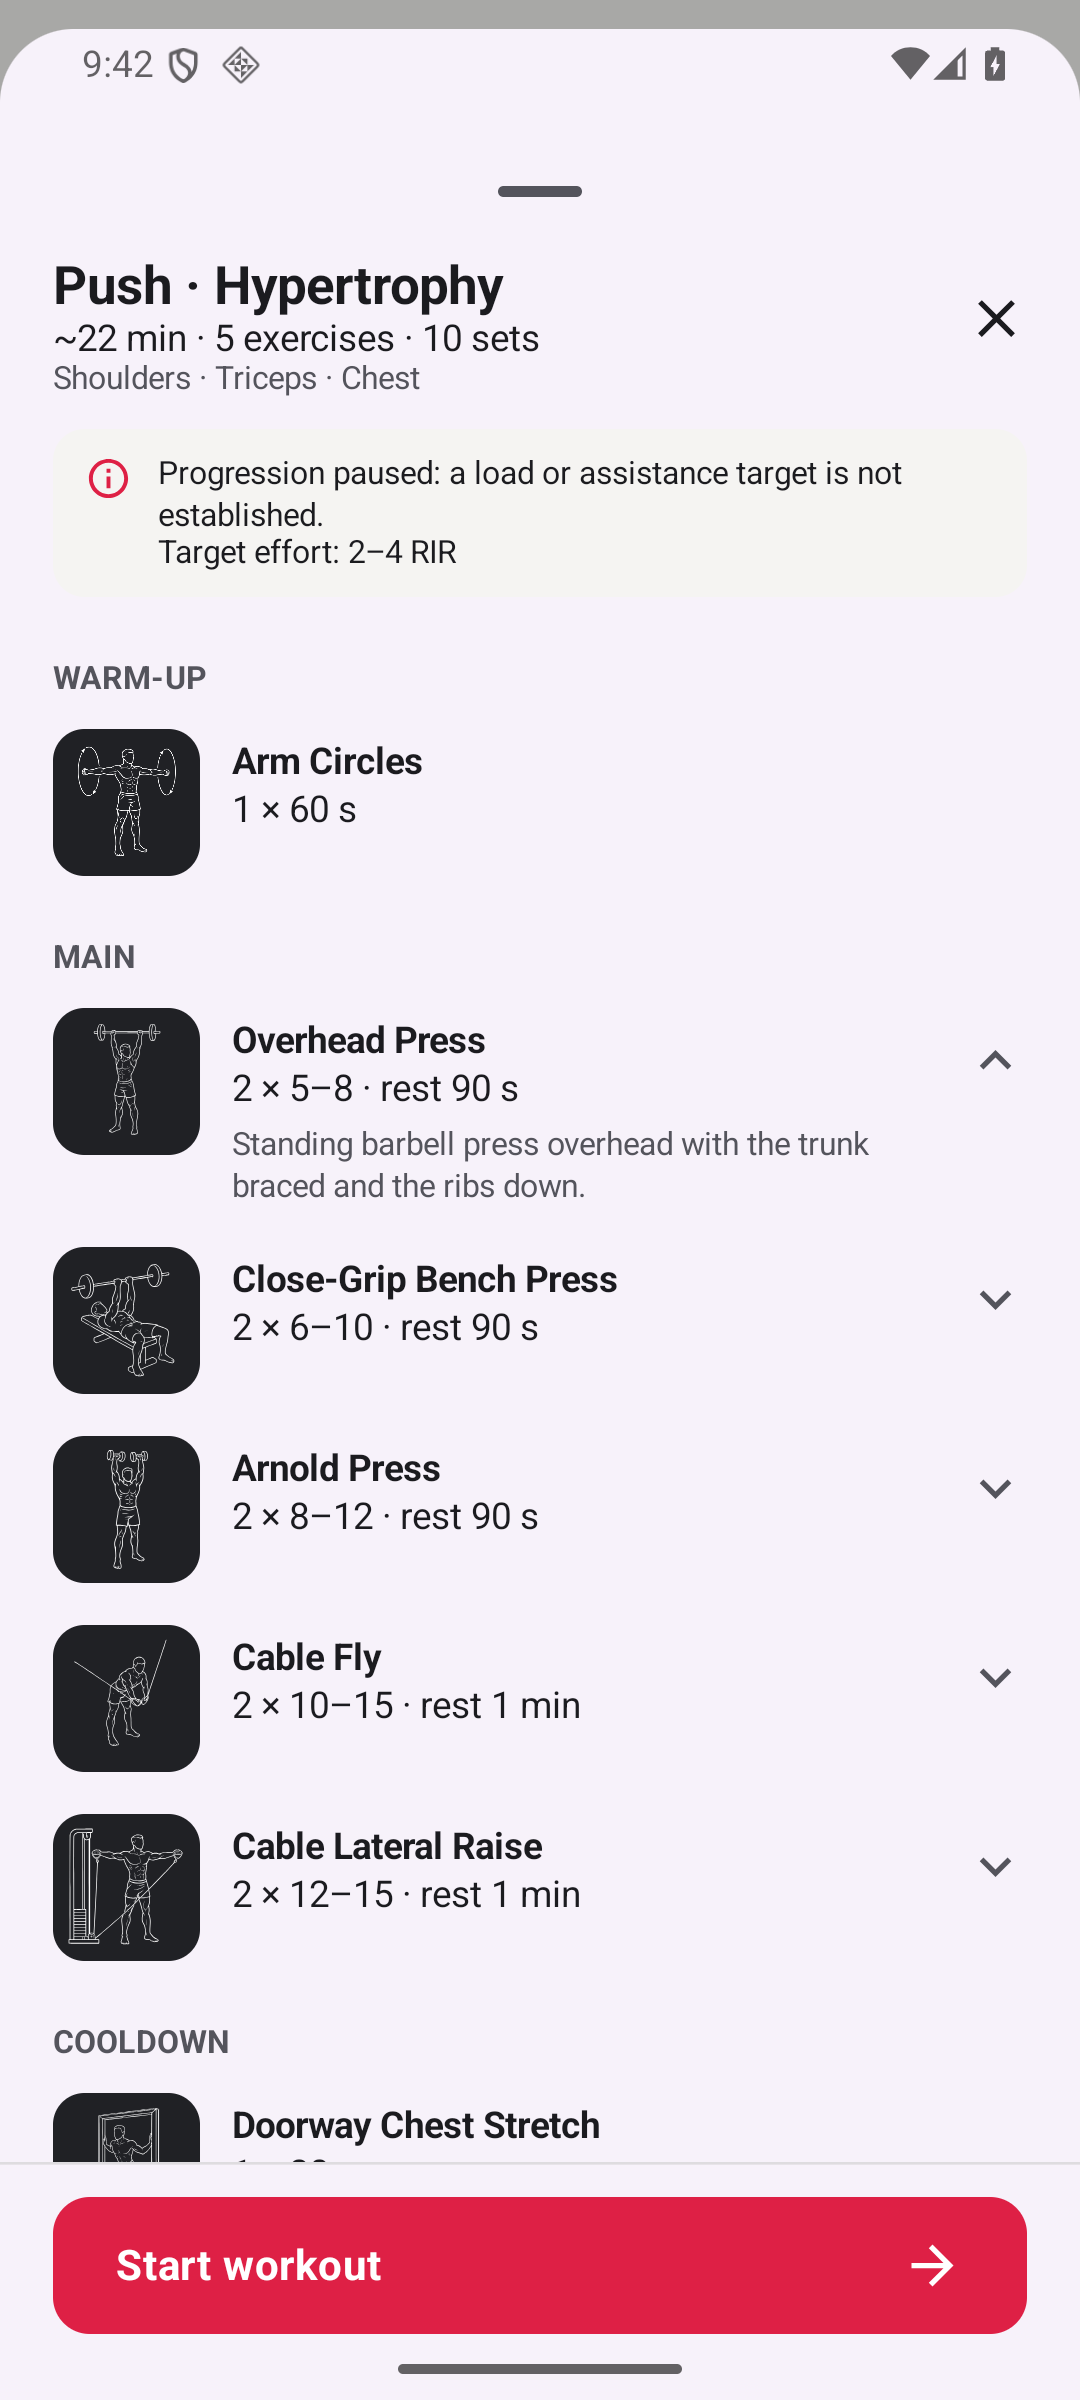 9:42
Push · Hypertrophy
~22 min · 5 exercises · 10 sets
Shoulders · Triceps · Chest
Progression paused: a load or assistance target is not
established.
Target effort: 2–4 RIR
WARM-UP
Arm Circles
1 × 60 s
MAIN
Overhead Press
2 × 5–8 · rest 90 s
Standing barbell press overhead with the trunk
braced and the ribs down.
Close-Grip Bench Press
2 × 6–10 · rest 90 s
Arnold Press
2 × 8–12 · rest 90 s
Cable Fly
2 × 10–15 · rest 1 min
Cable Lateral Raise
2 × 12–15 · rest 1 min
COOLDOWN
Doorway Chest Stretch
Start workout